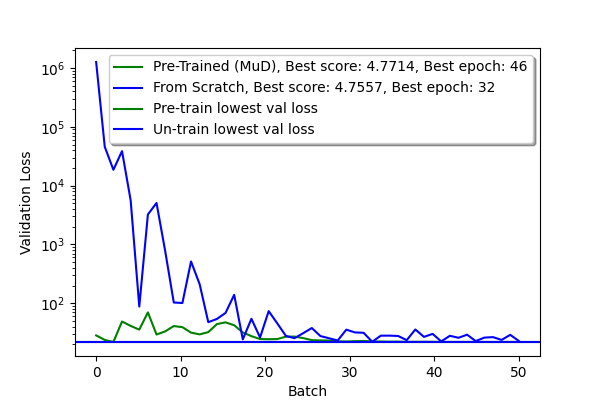 Pre-Trained (MuD), Best score: 4.7714, Best epoch: 46
From Scratch, Best score: 4.7557, Best epoch: 32
Pre-train lowest val loss
Un-train lowest val loss
Validation Loss
10⁶
10⁵
10⁴
10³
10²
0 10 20 30 40 50
Batch